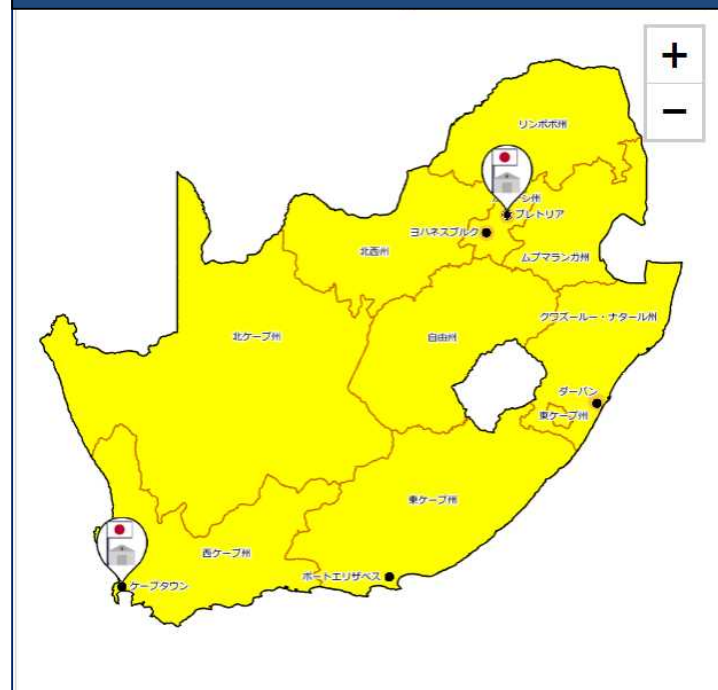 +
−
リンポポ州
プレトリア
ヨハネスブルク
北西州
ムプマランガ州
クワズールー・ナタール州
北ケープ州
自由州
ダーバン
東ケープ州
東ケープ州
西ケープ州
ポートエリザベス
ケープタウン